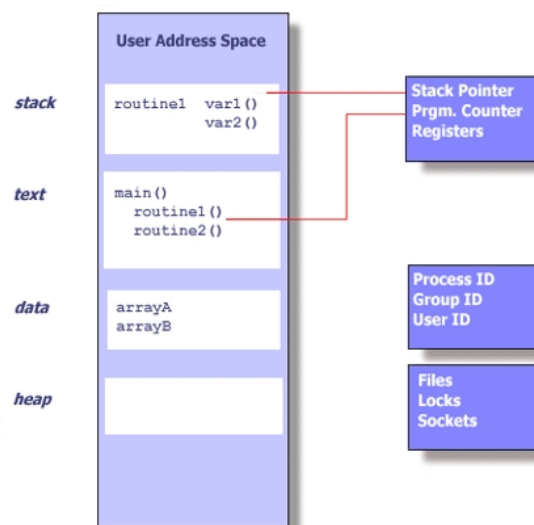 User Address Space
stack
routine1 var1()
var2()
text
main()
routine1()
routine2()
data
arrayA
arrayB
heap
Stack Pointer
Prgm. Counter
Registers
Process ID
Group ID
User ID
Files
Locks
Sockets